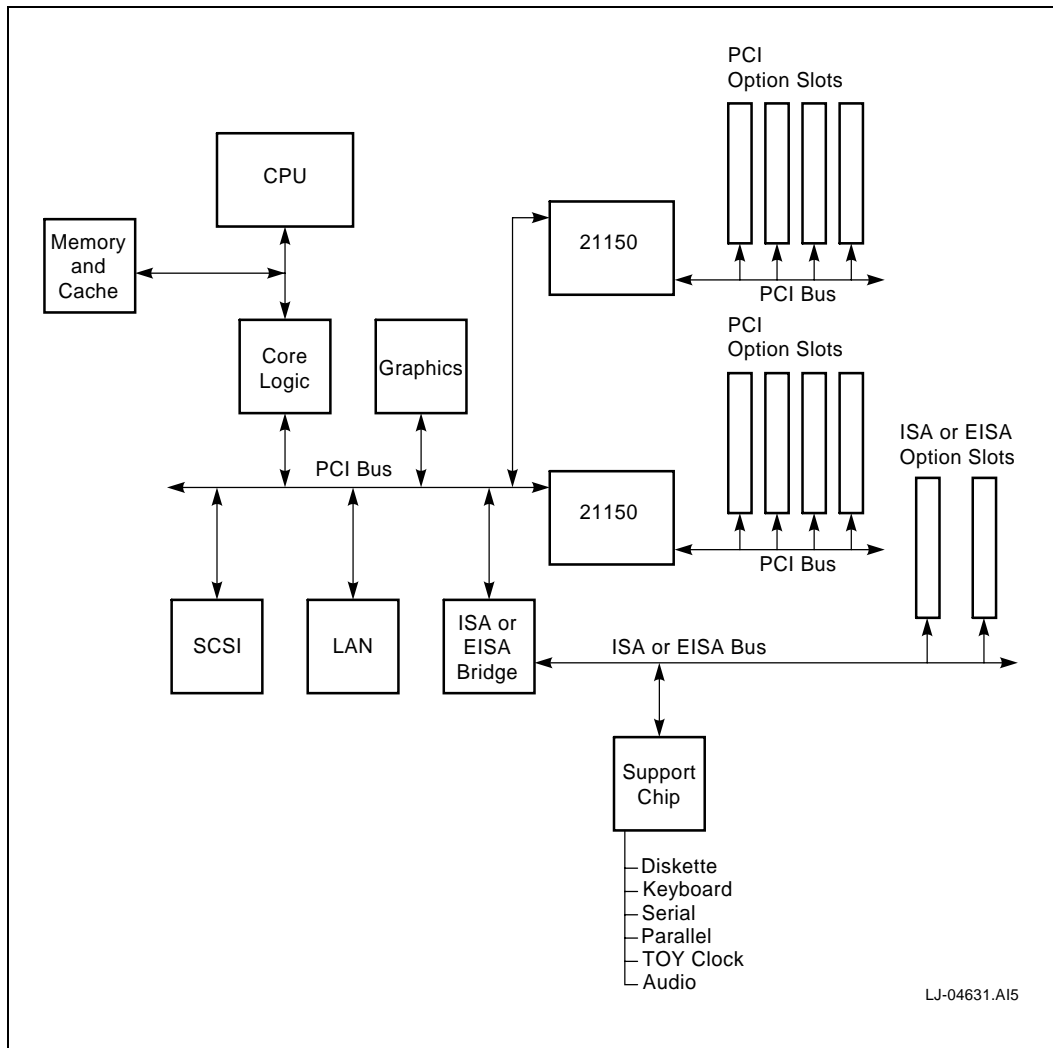 PCI
Option Slots
CPU
21150
Memory
and
Cache
PCI Bus
PCI
Option Slots
Core
Logic
Graphics
ISA or EISA
Option Slots
PCI Bus
21150
PCI Bus
SCSI
LAN
ISA or
EISA
Bridge
ISA or EISA Bus
Support
Chip
Diskette
Keyboard
Serial
Parallel
TOY Clock
Audio
LJ-04631.AI5